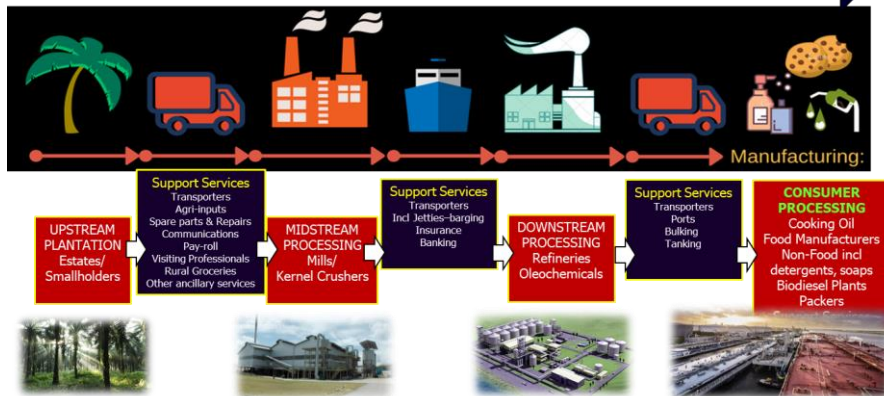 Manufacturing:
UPSTREAM
PLANTATION
Estates/
Smallholders
Support Services
Transporters
Agri-inputs
Spare parts & Repairs
Communications
Pay-roll
Visiting Professionals
Rural Groceries
Other ancillary services
MIDSTREAM
PROCESSING
Mills/
Kernel Crushers
Support Services
Transporters
Incl Jetties–barging
Insurance
Banking
DOWNSTREAM
PROCESSING
Refineries
Oleochemicals
Support Services
Transporters
Ports
Bulking
Tanking
CONSUMER
PROCESSING
Cooking Oil
Food Manufacturers
Non-Food incl
detergents, soaps
Biodiesel Plants
Packers